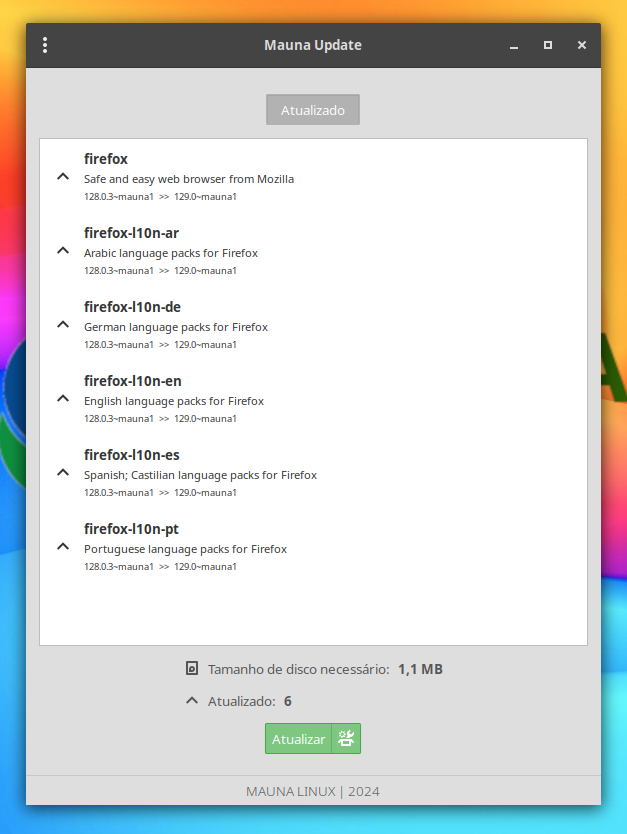 Mauna Update
Atualizado
firefox
Safe and easy web browser from Mozilla
128.0.3~mauna1 >> 129.0~mauna1
firefox-l10n-ar
Arabic language packs for Firefox
128.0.3~mauna1 >> 129.0~mauna1
firefox-l10n-de
German language packs for Firefox
128.0.3~mauna1 >> 129.0~mauna1
firefox-l10n-en
English language packs for Firefox
128.0.3~mauna1 >> 129.0~mauna1
firefox-l10n-es
Spanish; Castilian language packs for Firefox
128.0.3~mauna1 >> 129.0~mauna1
firefox-l10n-pt
Portuguese language packs for Firefox
128.0.3~mauna1 >> 129.0~mauna1
Tamanho de disco necessário: 1,1 MB
Atualizado: 6
Atualizar
MAUNA LINUX | 2024